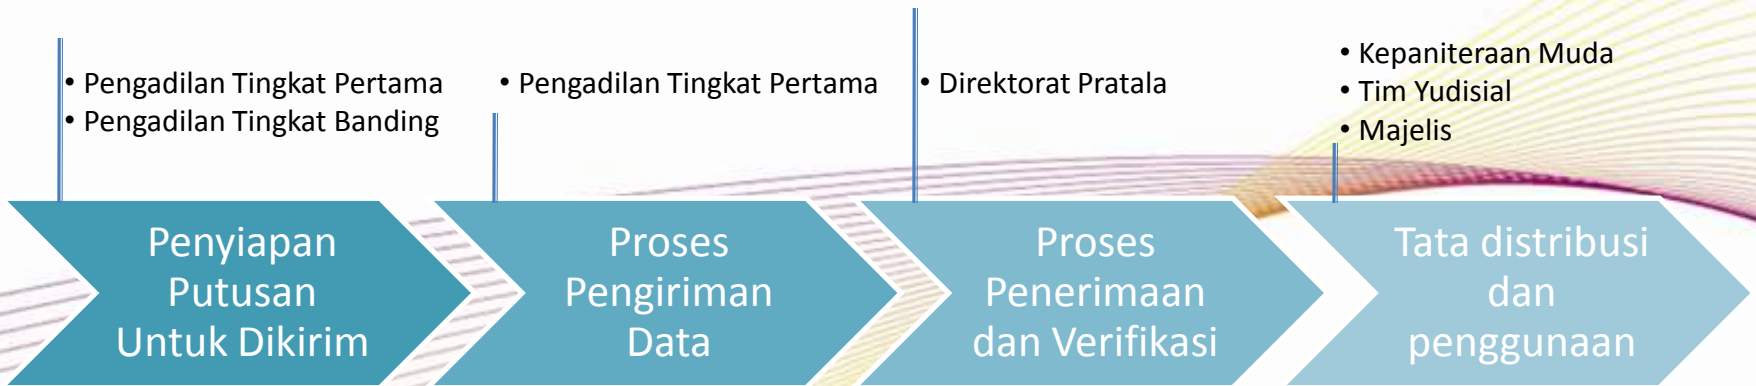 • Pengadilan Tingkat Pertama
• Pengadilan Tingkat Banding
• Pengadilan Tingkat Pertama
• Direktorat Pratala
• Kepaniteraan Muda
• Tim Yudisial
• Majelis
Penyiapan
Putusan
Untuk Dikirim
Proses
Pengiriman
Data
Proses
Penerimaan
dan Verifikasi
Tata distribusi
dan
penggunaan